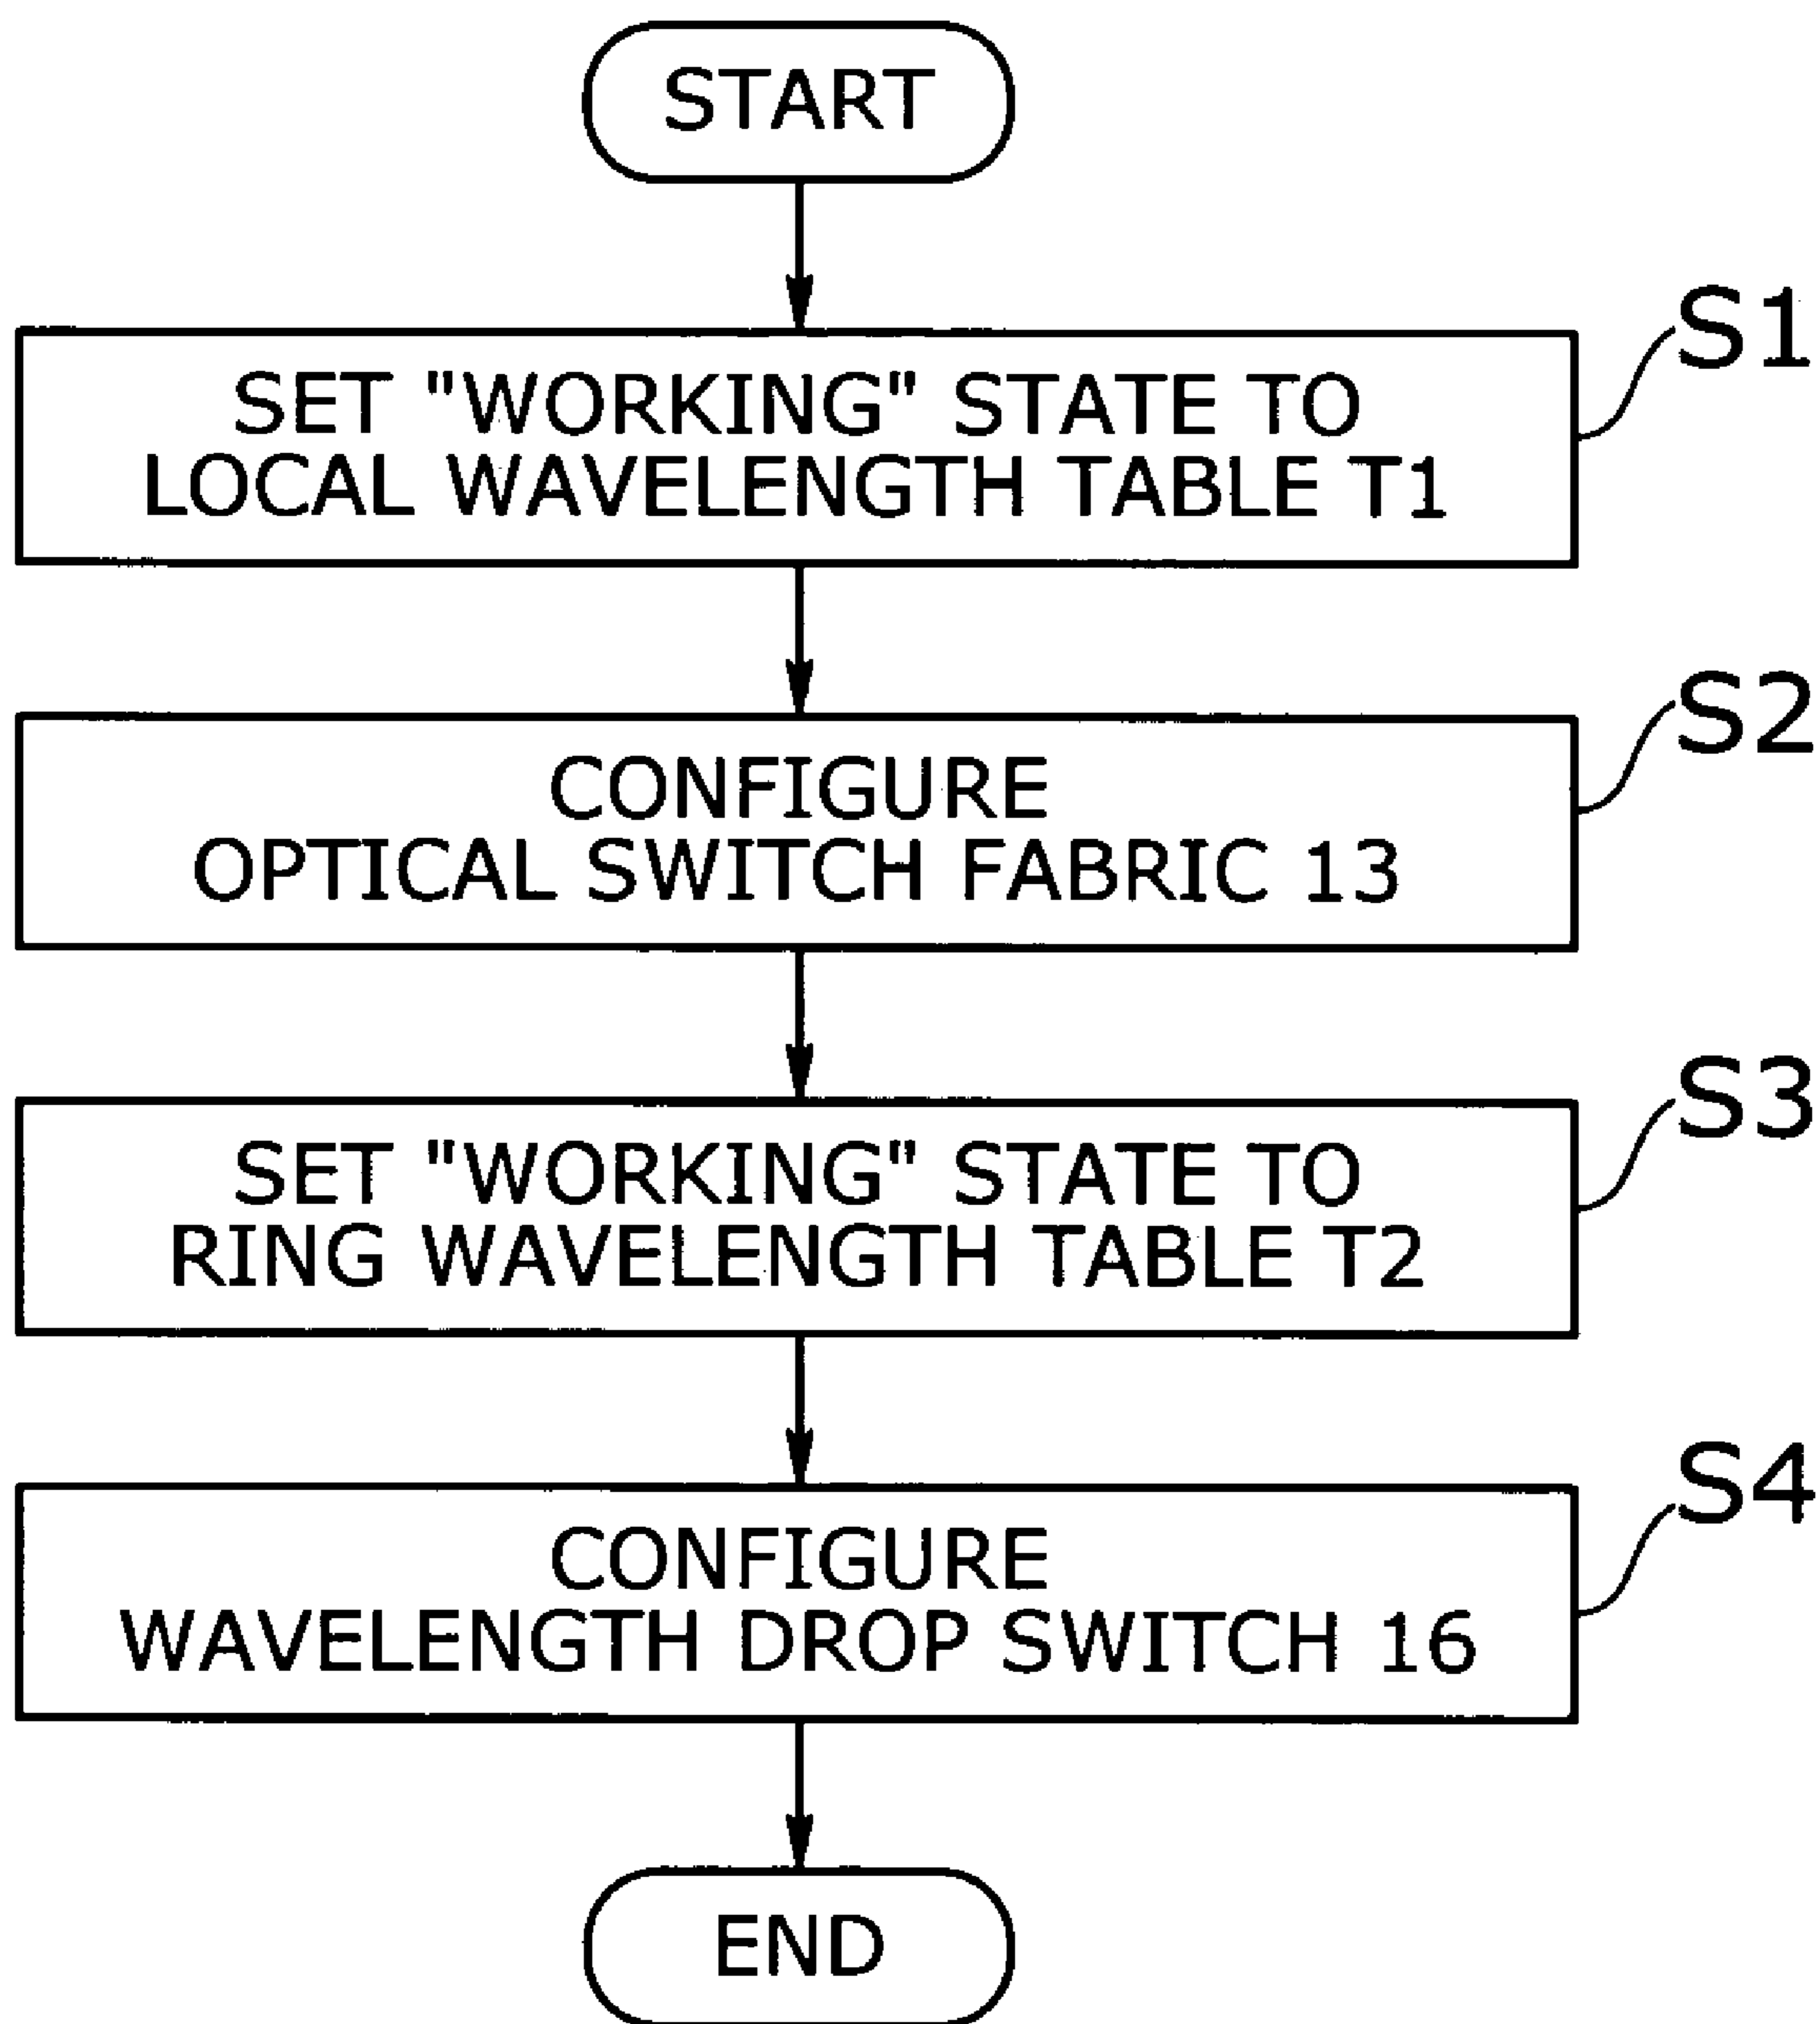 START
S1
SET "WORKING" STATE TO
LOCAL WAVELENGTH TABLE T1
S2
CONFIGURE
OPTICAL SWITCH FABRIC 13
S3
SET "WORKING" STATE TO
RING WAVELENGTH TABLE T2
S4
CONFIGURE
WAVELENGTH DROP SWITCH 16
END